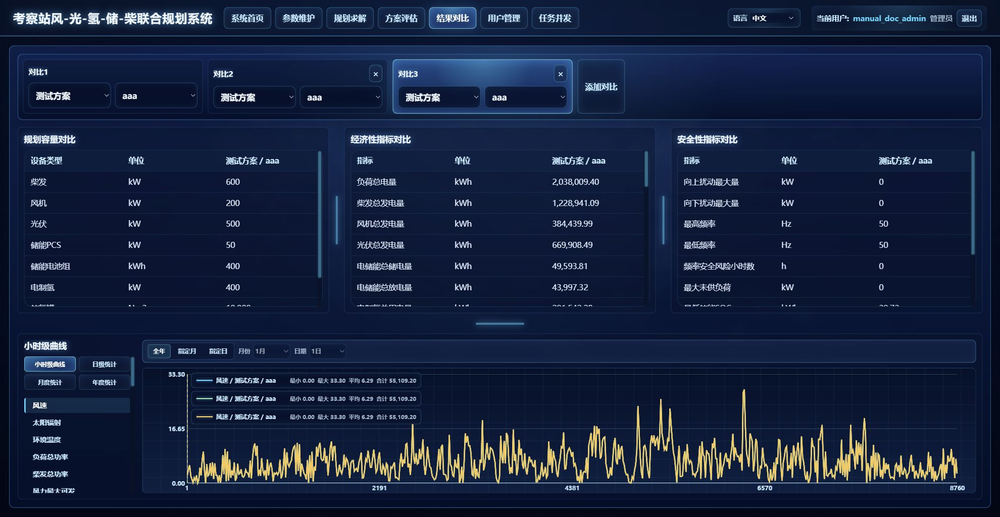 考察站风-光-氢-储-柴联合规划系统 系统首页 参数维护 规划求解 方案评估 结果对比 用户管理 任务并发 语言 中文 当前用户: manual_doc_admin 管理员 退出
对比1
测试方案 aaa
对比2 ×
测试方案 aaa
对比3 ×
测试方案 aaa
添加对比
规划容量对比
设备类型 单位 测试方案 / aaa
柴发 kW 600
风机 kW 200
光伏 kW 500
储能PCS kW 50
储能电池组 kWh 400
电制氢 kW 400
经济性指标对比
指标 单位 测试方案 / aaa
负荷总电量 kWh 2,038,009.40
柴发总发电量 kWh 1,228,941.09
风机总发电量 kWh 384,439.99
光伏总发电量 kWh 669,908.49
电储能总储电量 kWh 49,593.81
电储能总放电量 kWh 43,997.32
安全性指标对比
指标 单位 测试方案 / aaa
向上扰动最大量 kW 0
向下扰动最大量 kW 0
最高频率 Hz 50
最低频率 Hz 50
频率安全风险小时数 h 0
最大未供负荷 kW 0
小时级曲线
小时级曲线 日级统计
月度统计 年度统计
风速
太阳辐射
环境温度
负荷总功率
柴发总功率
风力最大可发
全年 指定月 指定日 月份 1月 日期 1日
33.30
16.65
0.00
风速 / 测试方案 / aaa 最小 0.00 最大 33.30 平均 6.29 合计 55,109.20
风速 / 测试方案 / aaa 最小 0.00 最大 33.30 平均 6.29 合计 55,109.20
风速 / 测试方案 / aaa 最小 0.00 最大 33.30 平均 6.29 合计 55,109.20
1 2191 4381 6570 8760